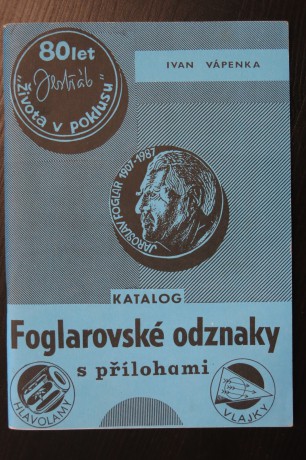 80 let
Jestřáb
"života v poklusu"
IVAN VÁPENKA
JAROSLAV FOGLAR 1907-1987
KATALOG
Foglarovské odznaky
s přílohami
HLAVOLAMY
VLAJKY